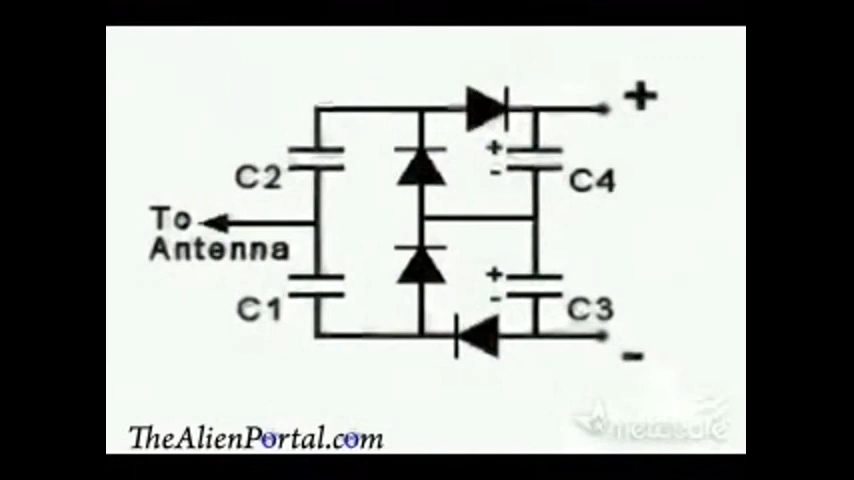 +
+
-
C2
C4
To
Antenna
+
-
C1
C3
-
TheAlienPortal.com